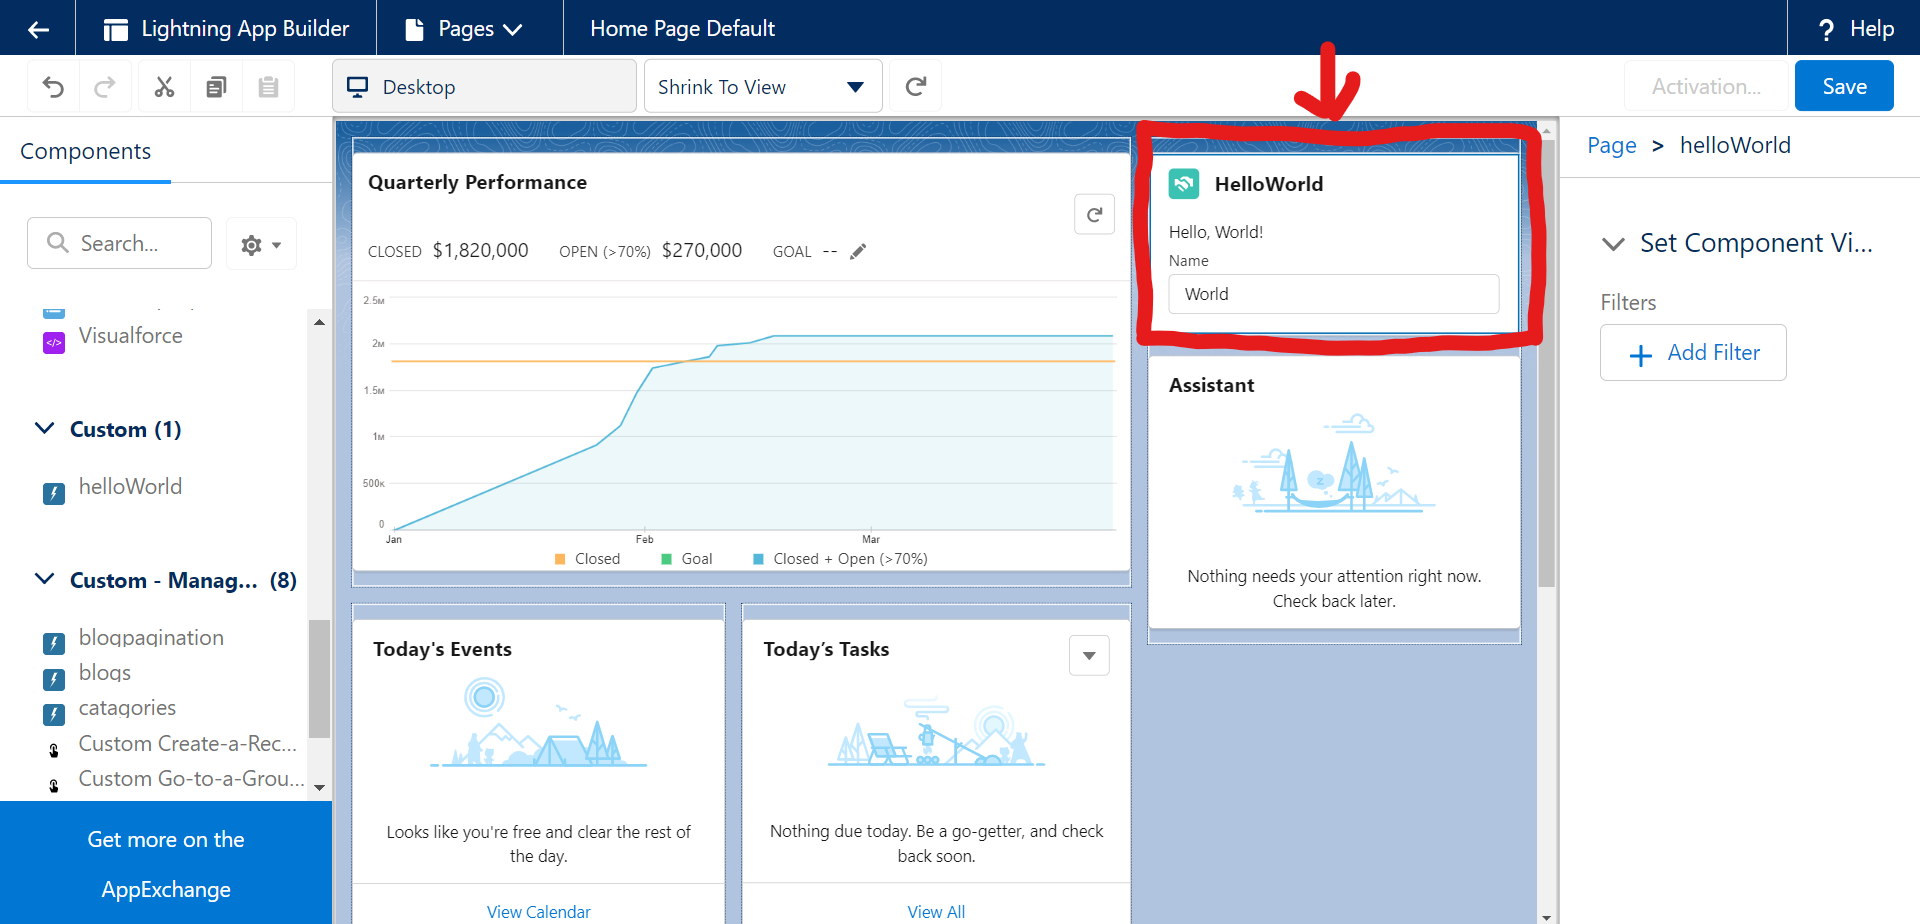 Lightning App Builder
Pages
Home Page Default
? Help
Desktop
Shrink To View
Activation...
Save
Components
Search...
Visualforce
Custom (1)
helloWorld
Custom - Manag... (8)
blogpagination
blogs
catagories
Custom Create-a-Rec...
Custom Go-to-a-Grou...
Get more on the
AppExchange
Quarterly Performance
CLOSED $1,820,000 OPEN (>70%) $270,000 GOAL --
2.5M
2M
1.5M
1M
500K
0
Jan Feb Mar
Closed Goal Closed + Open (>70%)
Today's Events
Looks like you're free and clear the rest of
the day.
View Calendar
Today’s Tasks
Nothing due today. Be a go-getter, and check
back soon.
View All
HelloWorld
Hello, World!
Name
World
Assistant
z
Nothing needs your attention right now.
Check back later.
Page > helloWorld
Set Component Vi...
Filters
+ Add Filter